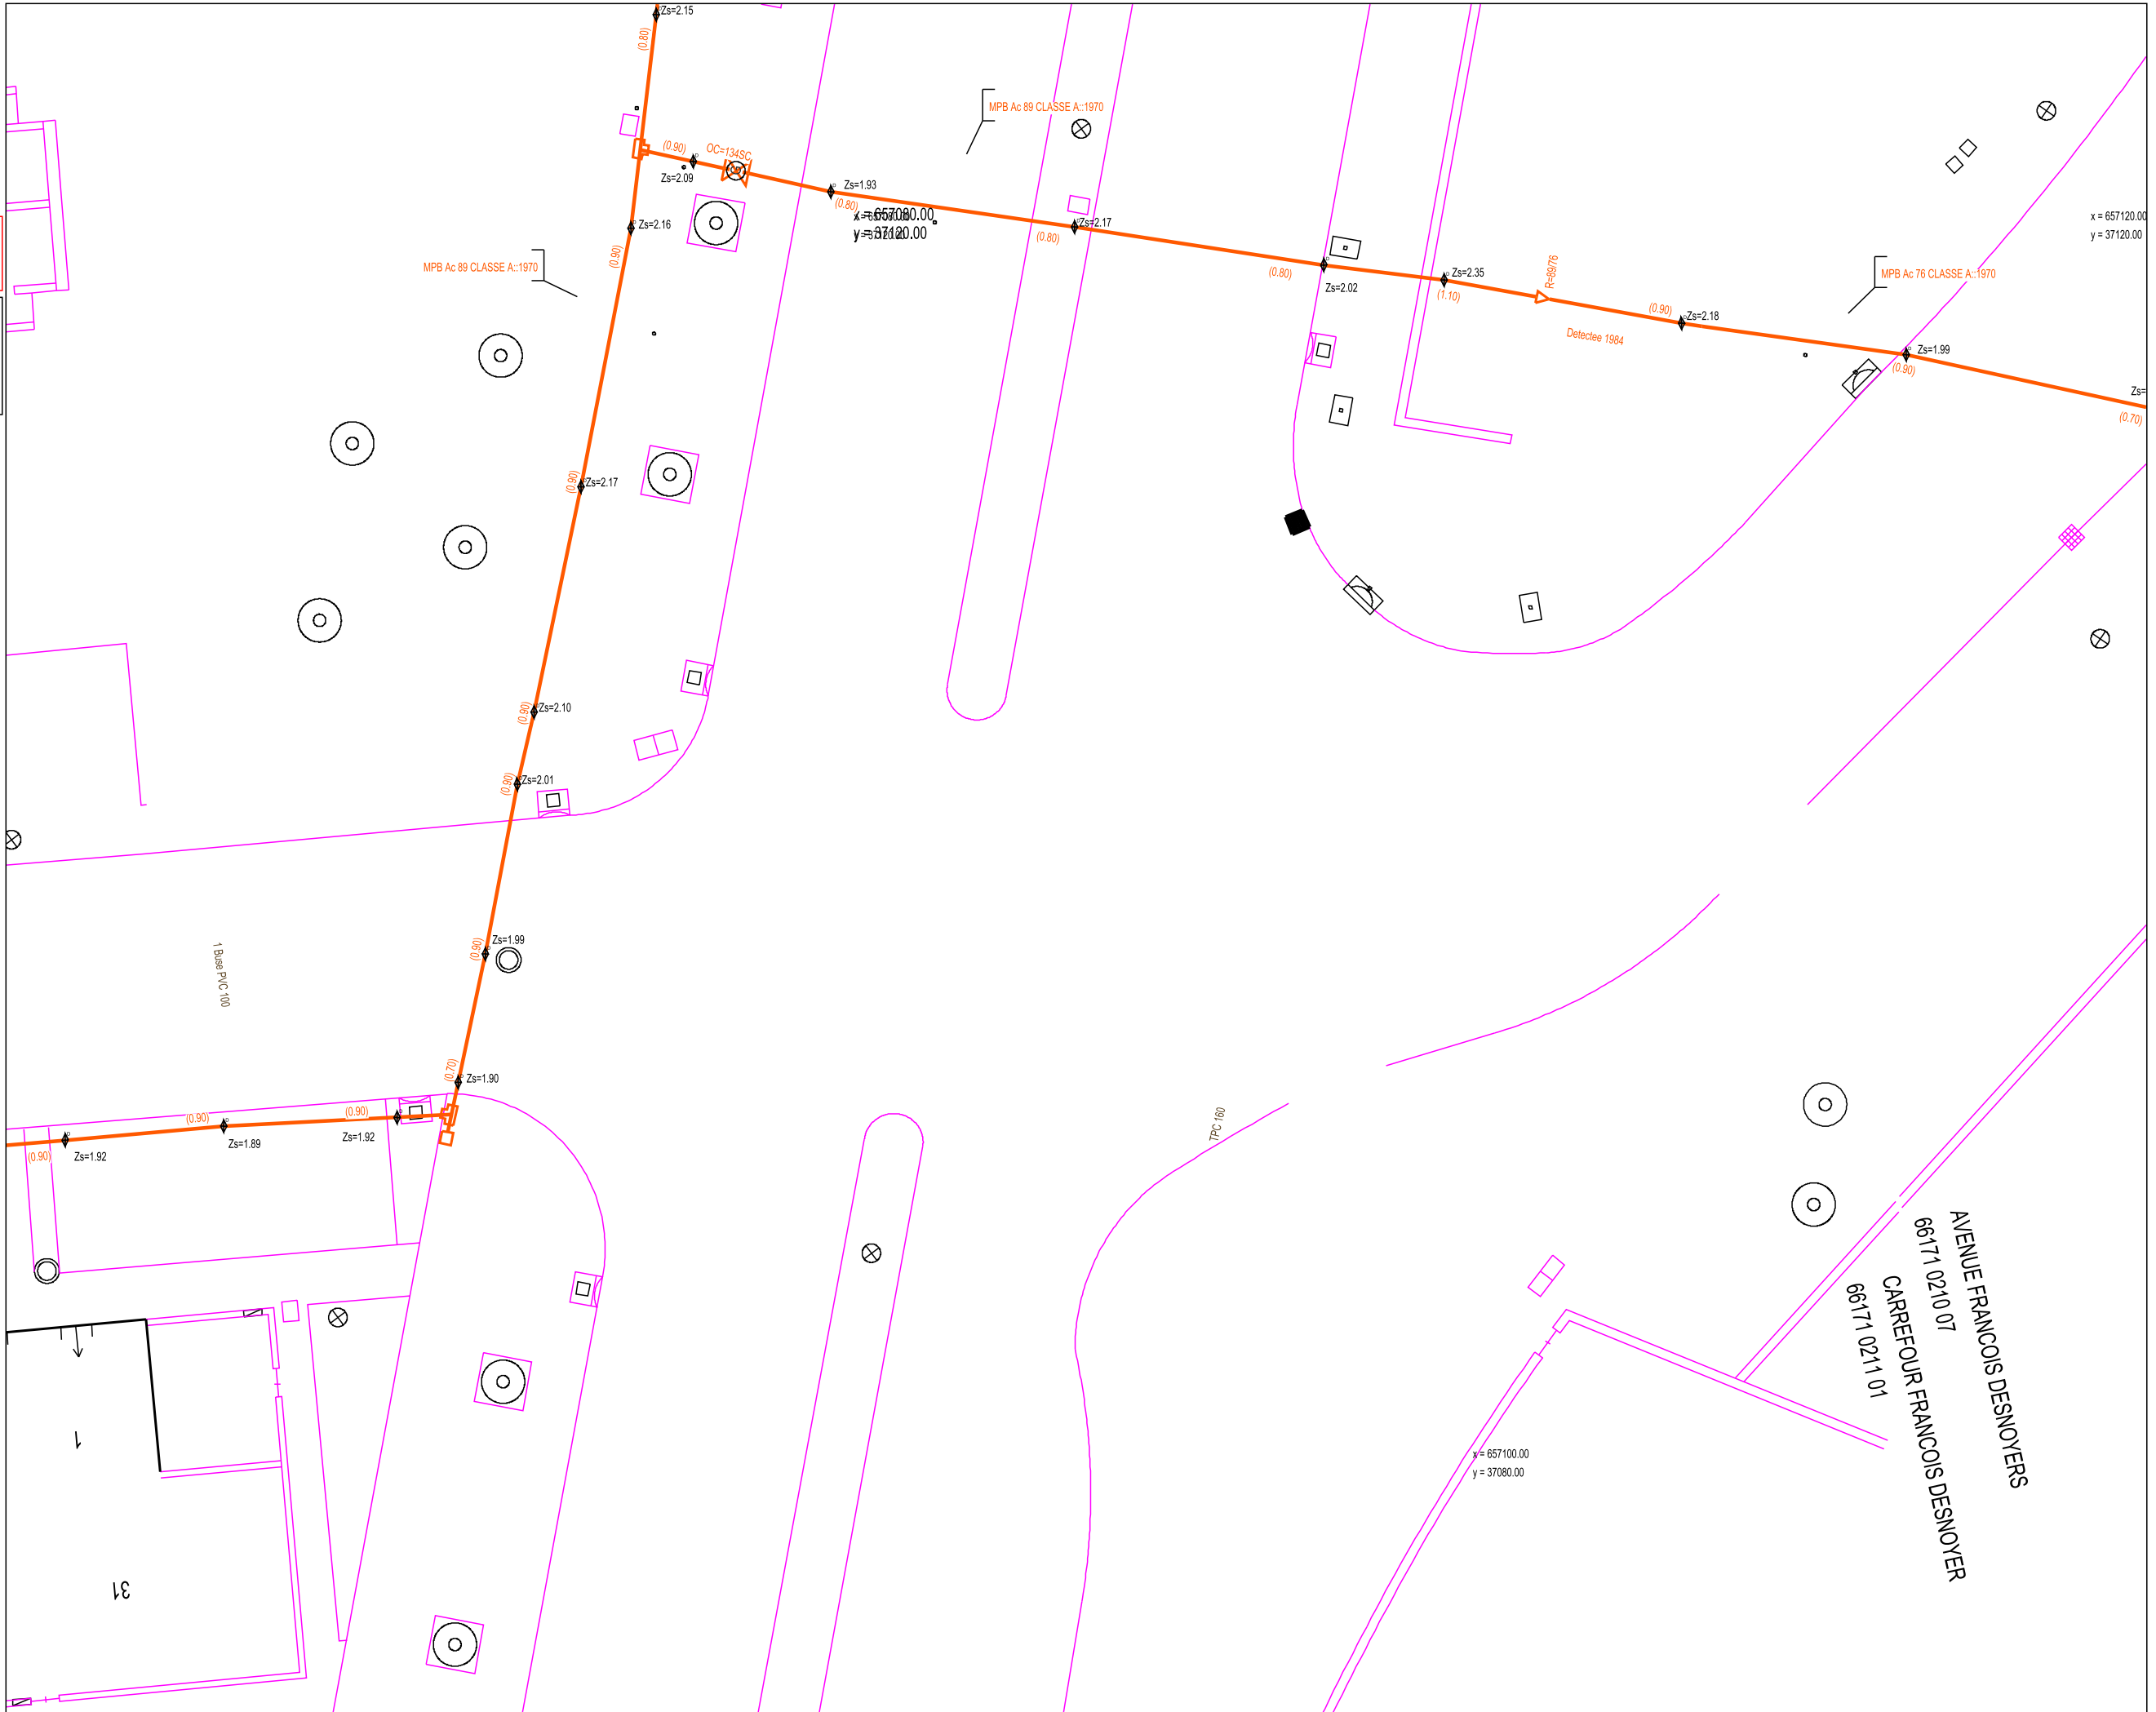 Zs=2.15
(0.80)
MPB Ac 89 CLASSE A::1970
(0.90)
OC=134SC
Zs=2.09
Zs=1.93
(0.80)
x = 657080.00
y = 37120.00
Zs=2.16
(0.90)
Zs=2.17
(0.80)
x = 657120.00
y = 37120.00
MPB Ac 89 CLASSE A::1970
(0.80)
Zs=2.02
Zs=2.35
(1.10)
R=89/76
MPB Ac 76 CLASSE A::1970
(0.90)
Zs=2.18
Detectee 1984
Zs=1.99
(0.90)
Zs=
(0.70)
(0.90)
Zs=2.17
(0.90)
Zs=2.10
(0.90)
Zs=2.01
(0.90)
Zs=1.99
1 Buse PVC 100
(0.70)
Zs=1.90
(0.90)
(0.90)
Zs=1.92
Zs=1.89
(0.90)
Zs=1.92
TPC 160
AVENUE FRANCOIS DESNOYERS
66171 0210 07
CARREFOUR FRANCOIS DESNOYER
66171 0211 01
1
x = 657100.00
y = 37080.00
31